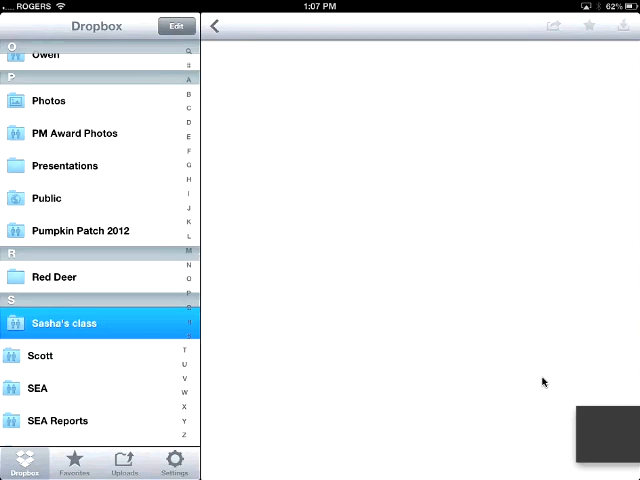 ROGERS 1:07 PM 62%
Dropbox Edit
O
Owen
P
Photos
PM Award Photos
Presentations
Public
Pumpkin Patch 2012
R
Red Deer
S
Sasha's class
Scott
SEA
SEA Reports
#
A
B
C
D
E
F
G
H
I
J
K
L
M
N
O
P
T
U
V
W
X
Y
Z
Dropbox Favorites Uploads Settings